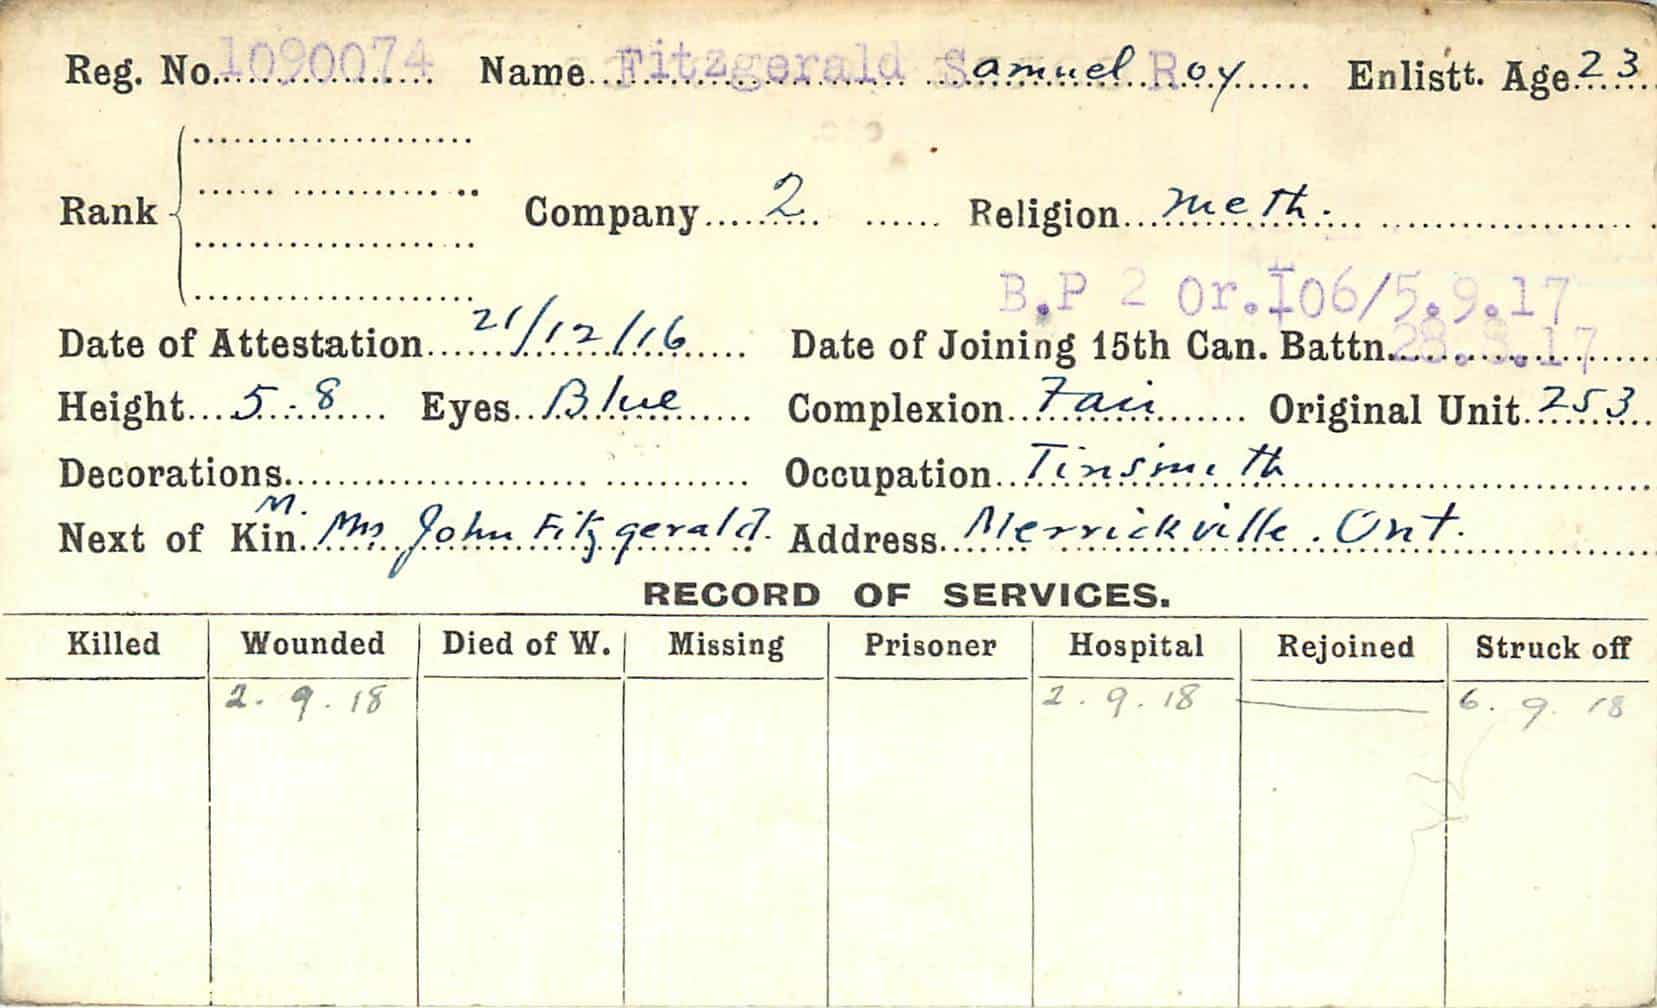 Reg. No. 1090074 Name Fitzgerald Samuel Roy Enlistt. Age 23
Rank Company 2 Religion Meth.
B.P 2 Or.I06/5.9.17
Date of Attestation 21/12/16 Date of Joining 15th Can. Battn. 28.8.17
Height 5-8 Eyes Blue Complexion Fair Original Unit 253
Decorations Occupation Tinsmith
M.
Next of Kin. Mrs John Fitzgerald. Address Merrickville. Ont.
RECORD OF SERVICES.
Killed Wounded Died of W. Missing Prisoner Hospital Rejoined Struck off
2. 9. 18 2. 9. 18 6. 9. 18